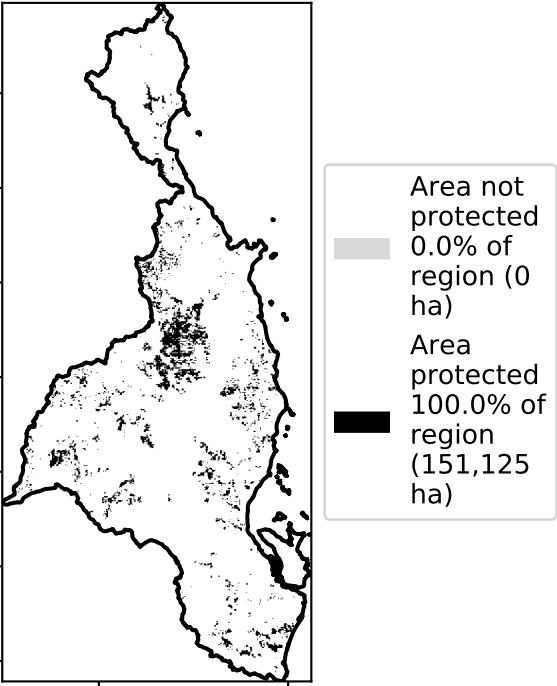 Area not
protected
0.0% of
region (0
ha)
Area
protected
100.0% of
region
(151,125
ha)